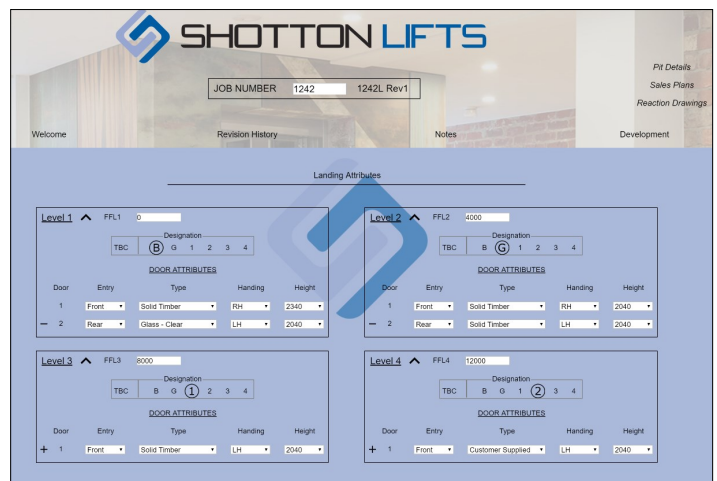 SHOTTON LIFTS
JOB NUMBER 1242 1242L Rev1
Pit Details
Sales Plans
Reaction Drawings
Welcome Revision History Notes Development
Landing Attributes
Level 1 FFL1 0
Designation
TBC B G 1 2 3 4
DOOR ATTRIBUTES
Door Entry Type Handing Height
1 Front Solid Timber RH 2340
− 2 Rear Glass - Clear LH 2040
Level 2 FFL2 4000
Designation
TBC B G 1 2 3 4
DOOR ATTRIBUTES
Door Entry Type Handing Height
1 Front Solid Timber RH 2040
− 2 Rear Solid Timber LH 2040
Level 3 FFL3 8000
Designation
TBC B G 1 2 3 4
DOOR ATTRIBUTES
Door Entry Type Handing Height
+ 1 Front Solid Timber LH 2040
Level 4 FFL4 12000
Designation
TBC B G 1 2 3 4
DOOR ATTRIBUTES
Door Entry Type Handing Height
+ 1 Front Customer Supplied LH 2040